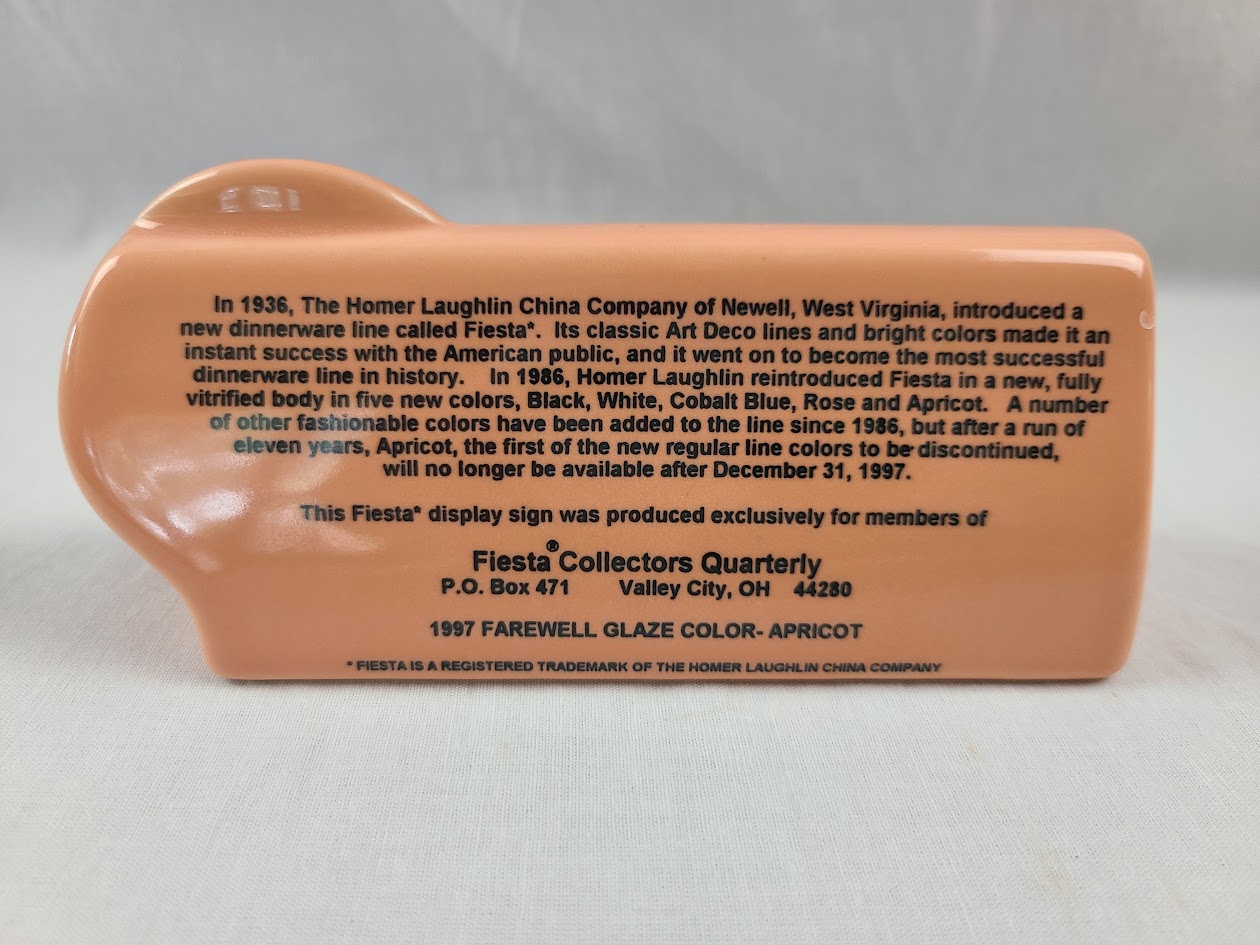 In 1936, The Homer Laughlin China Company of Newell, West Virginia, introduced a
new dinnerware line called Fiesta*. Its classic Art Deco lines and bright colors made it an
instant success with the American public, and it went on to become the most successful
dinnerware line in history. In 1986, Homer Laughlin reintroduced Fiesta in a new, fully
vitrified body in five new colors, Black, White, Cobalt Blue, Rose and Apricot. A number
of other fashionable colors have been added to the line since 1986, but after a run of
eleven years, Apricot, the first of the new regular line colors to be discontinued,
will no longer be available after December 31, 1997.
This Fiesta* display sign was produced exclusively for members of
Fiesta® Collectors Quarterly
P.O. Box 471 Valley City, OH 44280
1997 FAREWELL GLAZE COLOR- APRICOT
* FIESTA IS A REGISTERED TRADEMARK OF THE HOMER LAUGHLIN CHINA COMPANY